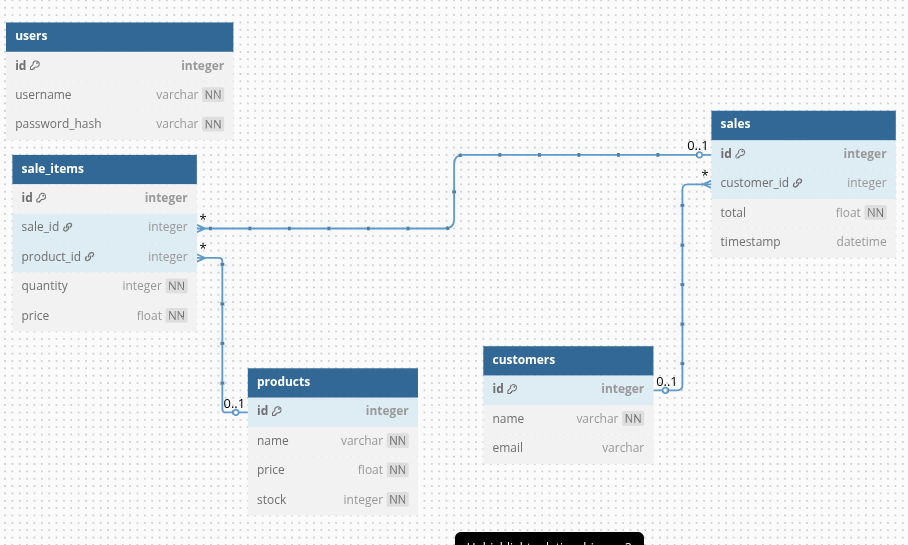 users
id integer
username varchar NN
password_hash varchar NN
sale_items
id integer
sale_id integer
product_id integer
quantity integer NN
price float NN
*
*
0..1
products
id integer
name varchar NN
price float NN
stock integer NN
customers
id integer
name varchar NN
email varchar
0..1
0..1
*
sales
id integer
customer_id integer
total float NN
timestamp datetime